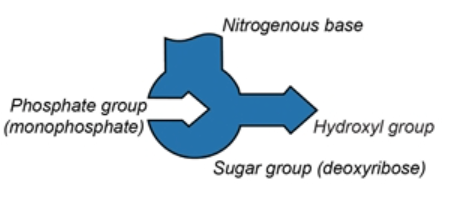 Nitrogenous base
Phosphate group
(monophosphate)
Hydroxyl group
Sugar group (deoxyribose)